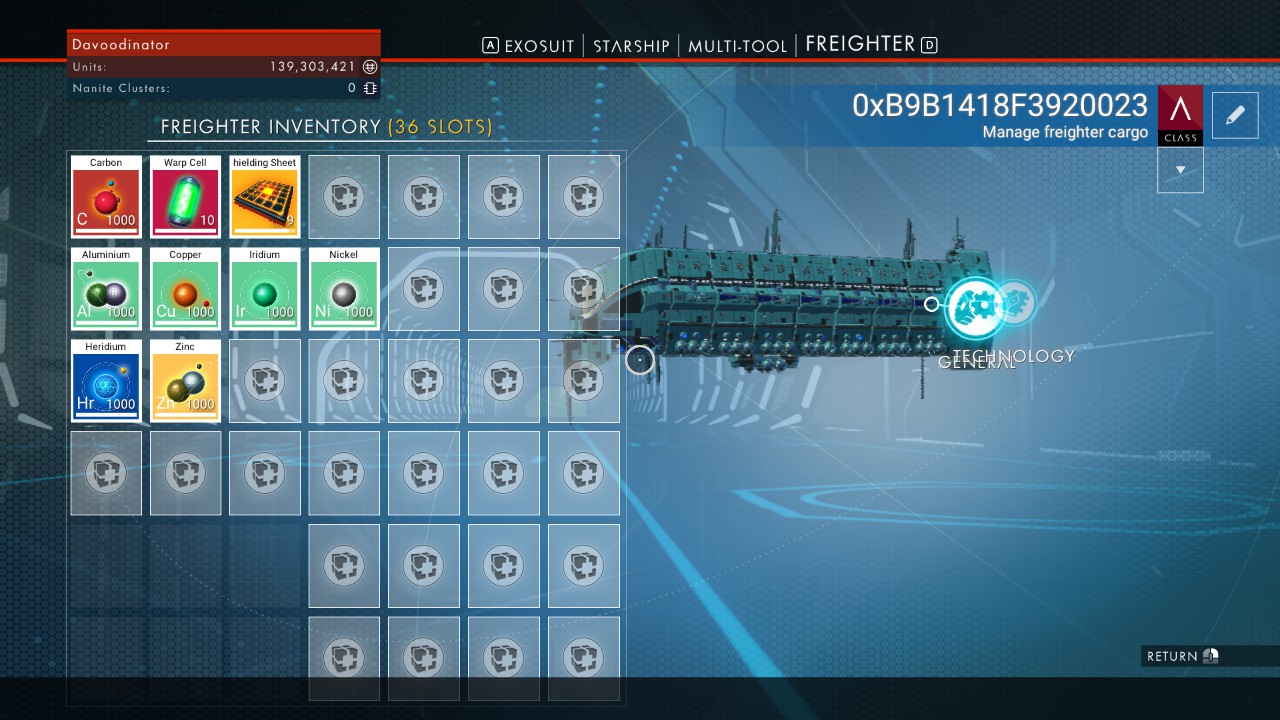 Davoodinator
Units: 139,303,421
Nanite Clusters: 0
A EXOSUIT STARSHIP MULTI-TOOL FREIGHTER D
0xB9B1418F3920023
Manage freighter cargo
CLASS
FREIGHTER INVENTORY (36 SLOTS)
Carbon Warp Cell hielding Sheet
C 1000 10 9
Aluminium Copper Iridium Nickel
Al 1000 Cu 1000 Ir 1000 Ni 1000
Heridium Zinc
Hr 1000 Zn 1000
TECHNOLOGY
GENERAL
RETURN